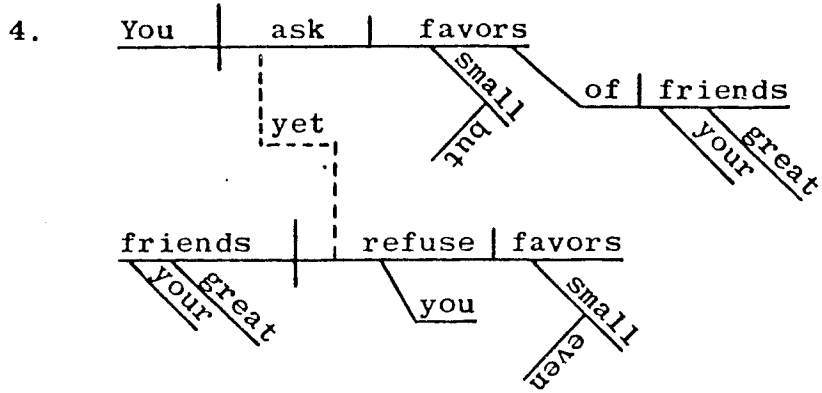 4. You ask favors
small
but
of friends
your
great
yet
friends refuse favors
your
great
you
small
even